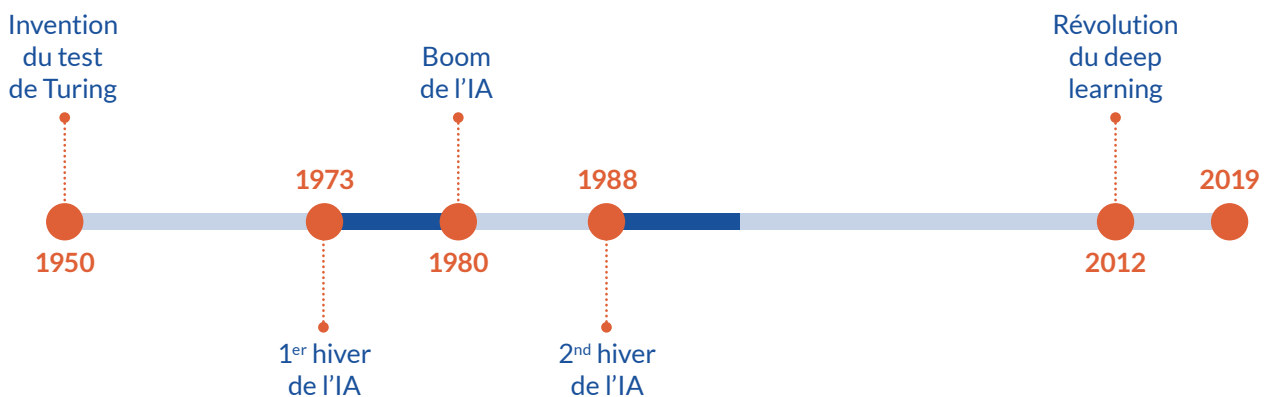 Invention
du test
de Turing
Boom
de l’IA
Révolution
du deep
learning
1973
1988
2019
1950
1980
2012
1er hiver
de l’IA
2nd hiver
de l’IA